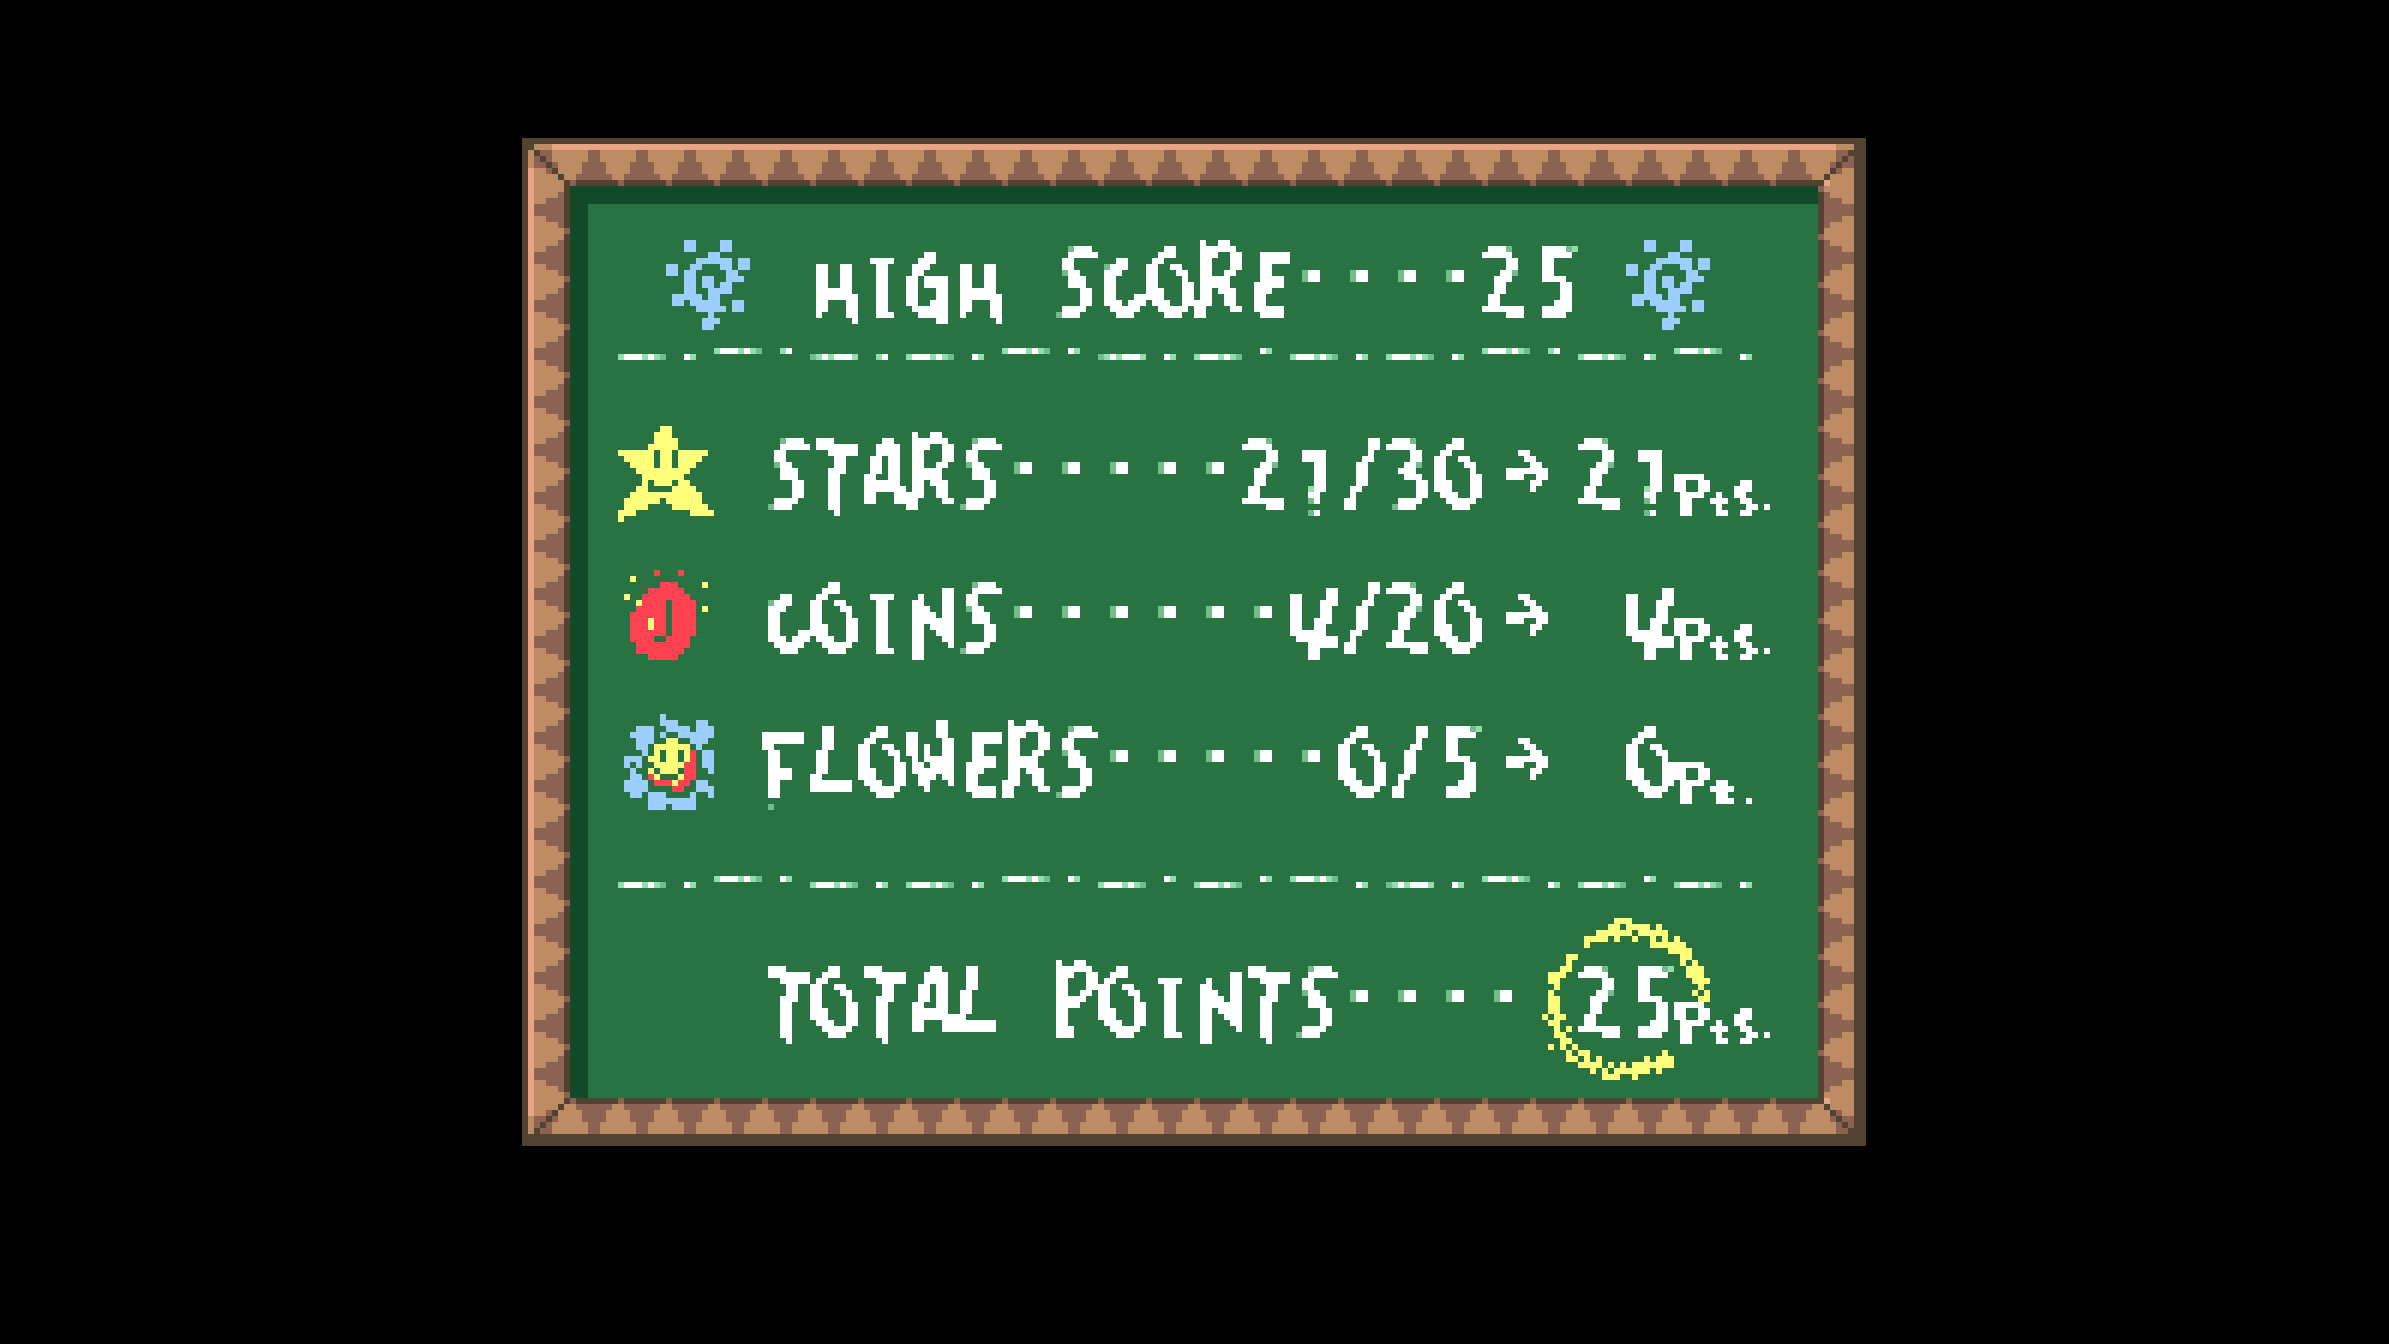 HIGH SCORE····25
STARS·····21/30→21Pts.
COINS······4/20→ 4Pts.
FLOWERS·····0/5→ 0Pt.
TOTAL POINTS···· 25Pts.